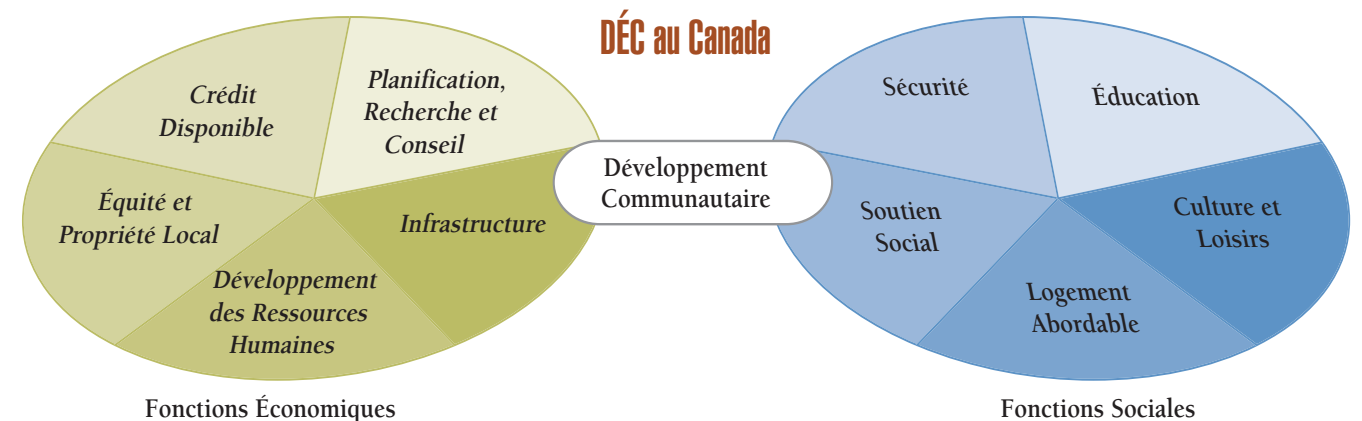 DÉC au Canada
Crédit
Disponible
Planification,
Recherche et
Conseil
Équité et
Propriété Local
Infrastructure
Développement
des Ressources
Humaines
Fonctions Économiques
Développement
Communautaire
Sécurité
Éducation
Soutien
Social
Culture et
Loisirs
Logement
Abordable
Fonctions Sociales